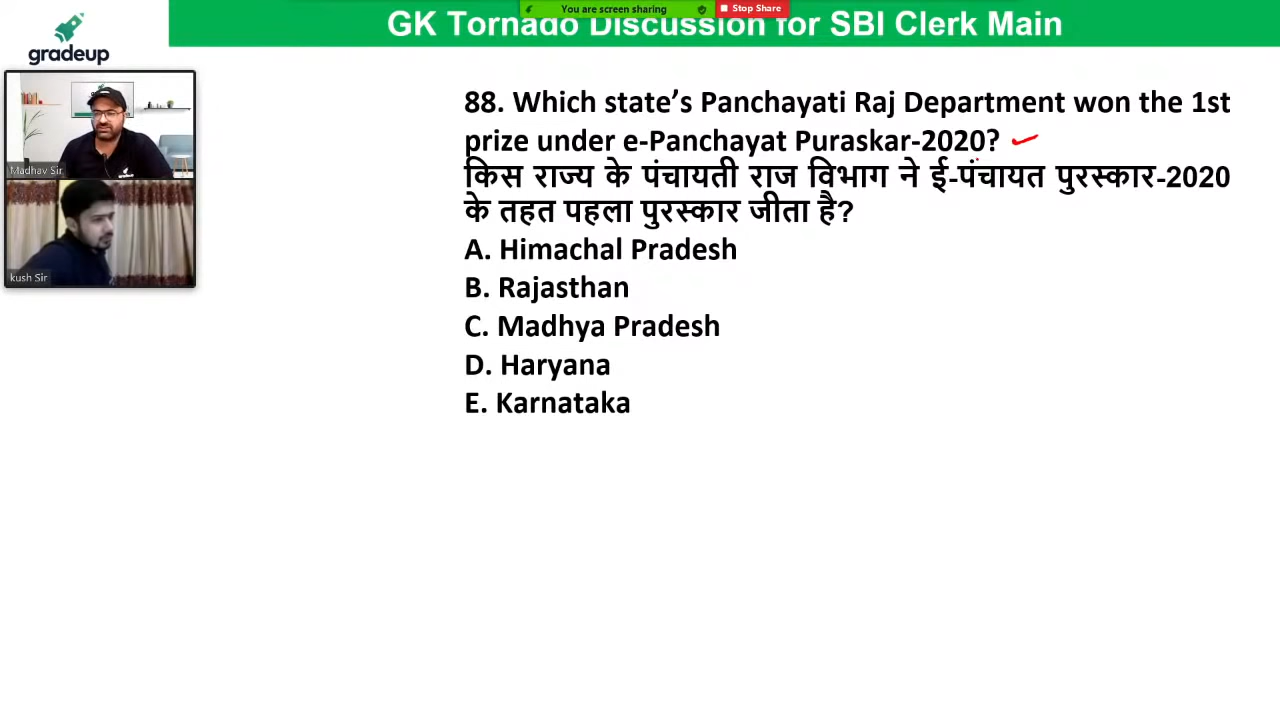 You are screen sharing
Stop Share
GK Tornado Discussion for SBI Clerk Main
gradeup
Madhav Sir
kush Sir
88. Which state's Panchayati Raj Department won the 1st
prize under e-Panchayat Puraskar-2020?
किस राज्य के पंचायती राज विभाग ने ई-पंचायत पुरस्कार-2020
के तहत पहला पुरस्कार जीता है?
A. Himachal Pradesh
B. Rajasthan
C. Madhya Pradesh
D. Haryana
E. Karnataka